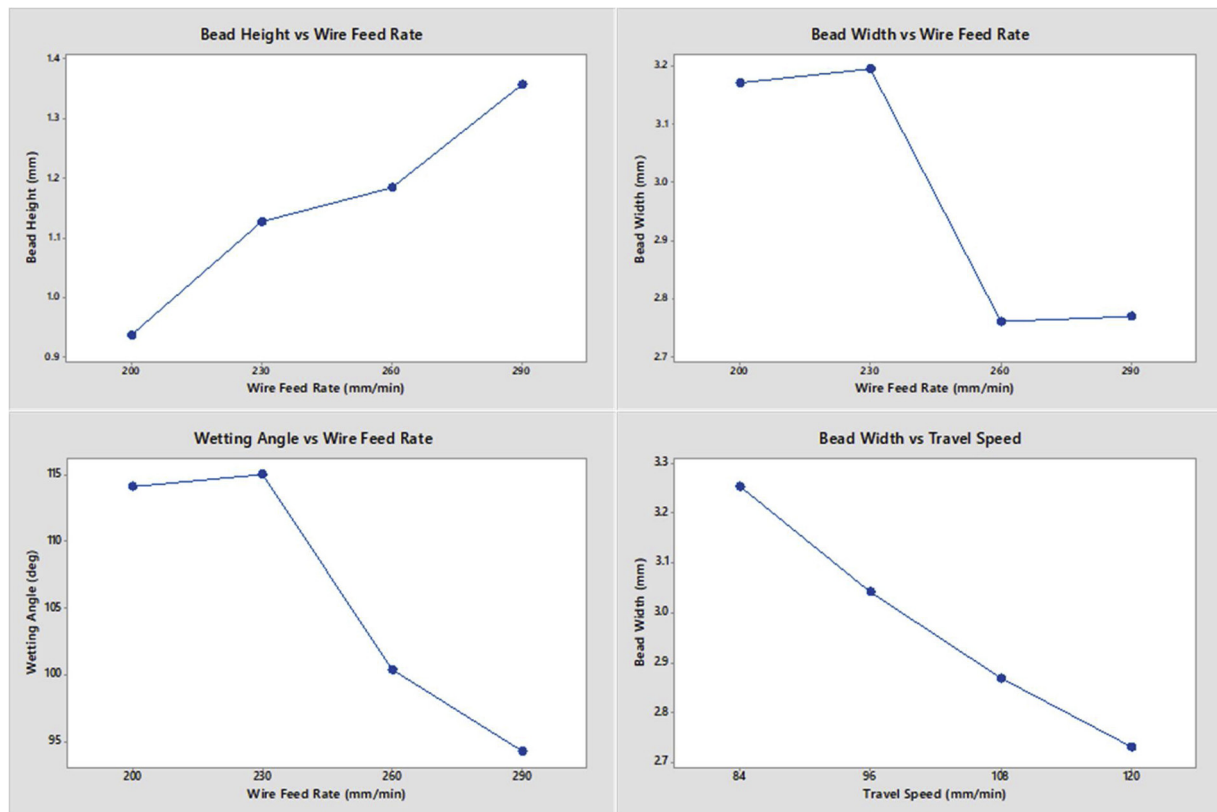 Bead Height vs Wire Feed Rate
Bead Height (mm)
1.4
1.3
1.2
1.1
1.0
0.9
200 230 260 290
Wire Feed Rate (mm/min)
Bead Width vs Wire Feed Rate
Bead Width (mm)
3.2
3.1
3.0
2.9
2.8
2.7
200 230 260 290
Wire Feed Rate (mm/min)
Wetting Angle vs Wire Feed Rate
Wetting Angle (deg)
115
110
105
100
95
200 230 260 290
Wire Feed Rate (mm/min)
Bead Width vs Travel Speed
Bead Width (mm)
3.3
3.2
3.1
3.0
2.9
2.8
2.7
84 96 108 120
Travel Speed (mm/min)